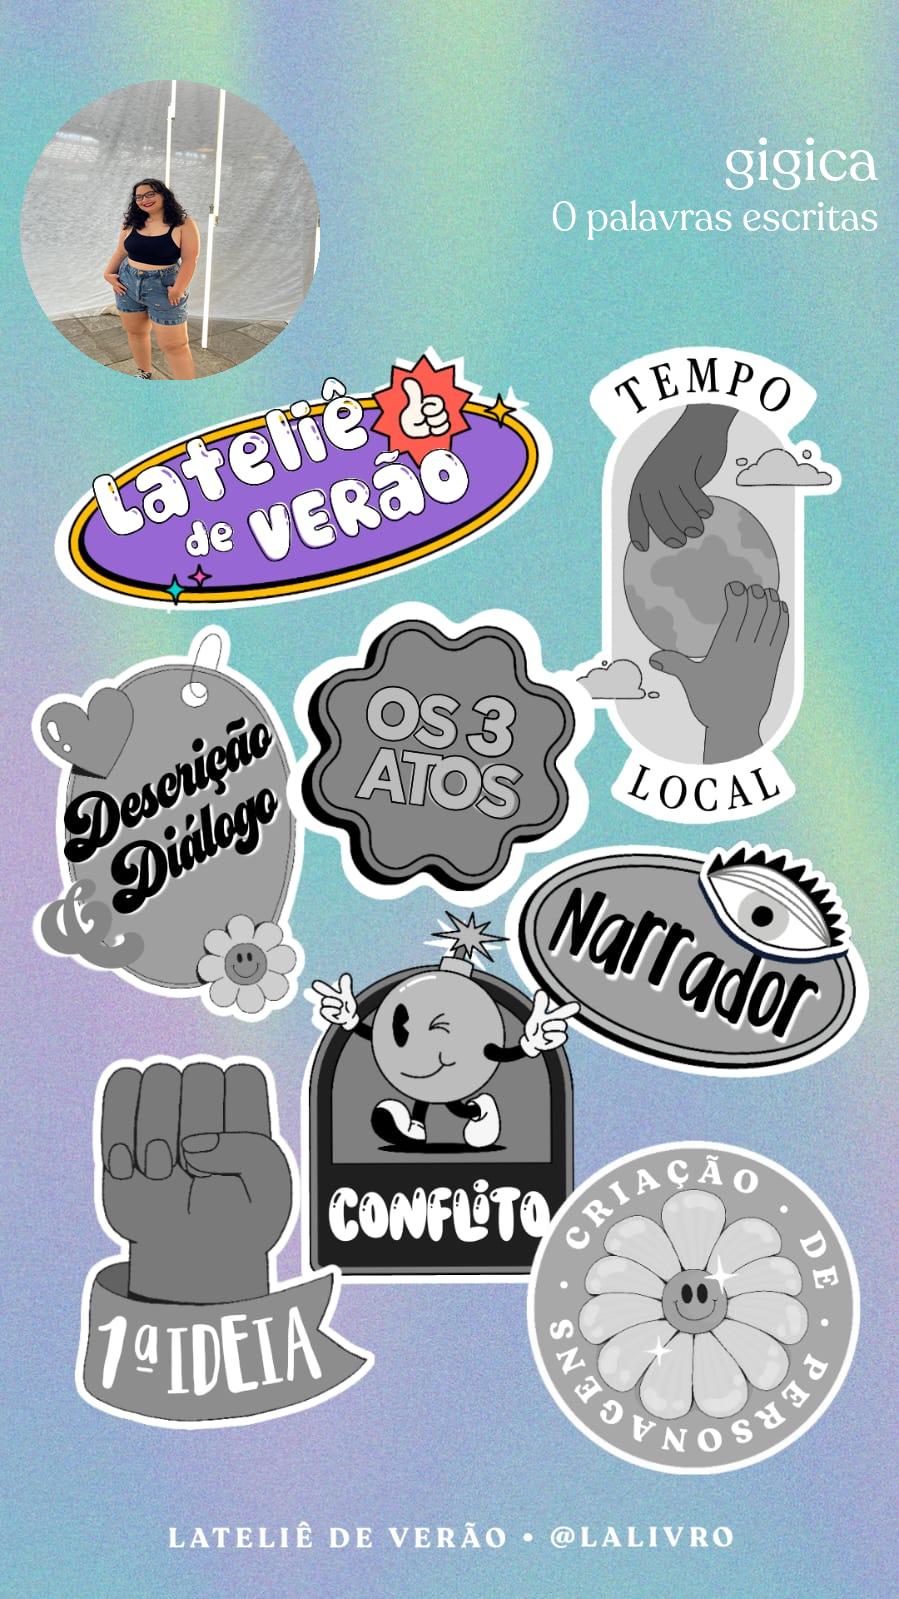 gigica
0 palavras escritas
Lateliê
de VERÃO
TEMPO
LOCAL
Descrição
&
Diálogo
OS 3
ATOS
Narrador
CONFLITO
1ª IDEIA
CRIAÇÃO · DE · PERSONAGENS ·
LATELIÊ DE VERÃO • @LALIVRO